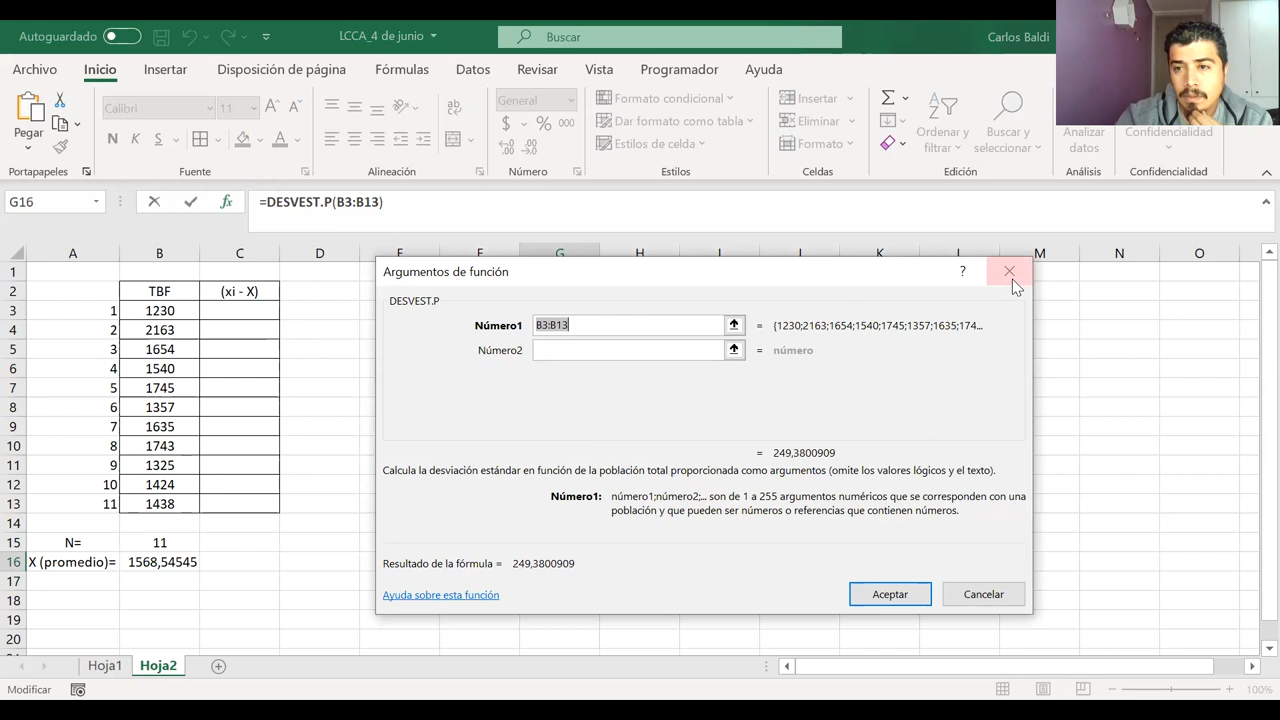 Autoguardado
LCCA_4 de junio
Buscar
Carlos Baldi
Archivo Inicio Insertar Disposición de página Fórmulas Datos Revisar Vista Programador Ayuda
Pegar
Portapapeles
Calibri 11
N K S
Fuente
Alineación
General
$ % 000
Número
Formato condicional
Dar formato como tabla
Estilos de celda
Estilos
Insertar
Eliminar
Formato
Celdas
Ordenar y filtrar
Buscar y seleccionar
Edición
Analizar datos
Análisis
Confidencialidad
Confidencialidad
G16
fx
=DESVEST.P(B3:B13)
A B C D E F G H I J K L M N O
1
2 TBF (xi - X)
3 1 1230
4 2 2163
5 3 1654
6 4 1540
7 5 1745
8 6 1357
9 7 1635
10 8 1743
11 9 1325
12 10 1424
13 11 1438
14
15 N= 11
16 X (promedio)= 1568,54545
17
18
19
20
Argumentos de función ?
DESVEST.P
Número1 B3:B13 = {1230;2163;1654;1540;1745;1357;1635;174...
Número2 = número
= 249,3800909
Calcula la desviación estándar en función de la población total proporcionada como argumentos (omite los valores lógicos y el texto).
Número1: número1;número2;... son de 1 a 255 argumentos numéricos que se corresponden con una
población y que pueden ser números o referencias que contienen números.
Resultado de la fórmula = 249,3800909
Ayuda sobre esta función
Aceptar Cancelar
Hoja1 Hoja2
Modificar
100%